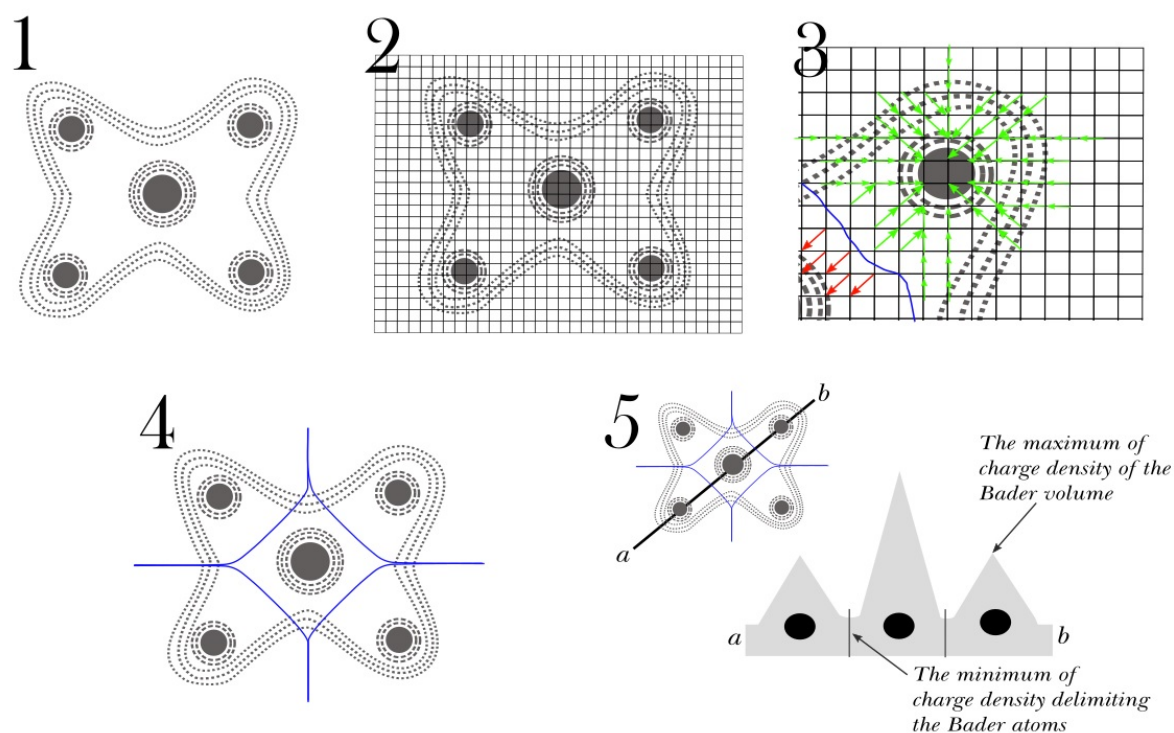 1
2
3
4
5
b
a
The maximum of
charge density of the
Bader volume
a
b
The minimum of
charge density delimiting
the Bader atoms